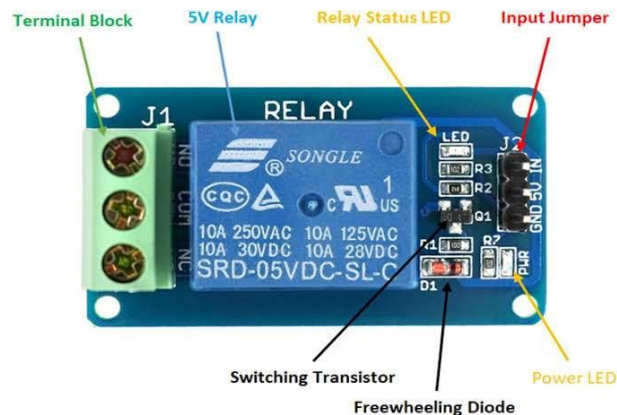 Terminal Block
5V Relay
Relay Status LED
Input Jumper
J1
RELAY
LED
J2
NO
COM
NC
SONGLE
®
CQC
C US
1
10A 250VAC 10A 125VAC
10A 30VDC 10A 28VDC
SRD-05VDC-SL-C
R3
R2
Q1
R1
D1
R7
PWR
IN
5V
GND
Switching Transistor
Freewheeling Diode
Power LED